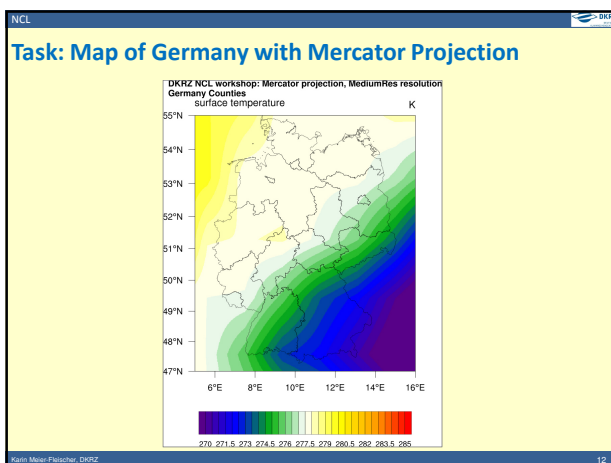 NCL
DKRZ
Task: Map of Germany with Mercator Projection
DKRZ NCL workshop: Mercator projection, MediumRes resolution
Germany Counties
surface temperature K
55°N
54°N
53°N
52°N
51°N
50°N
49°N
48°N
47°N
6°E 8°E 10°E 12°E 14°E 16°E
270 271.5 273 274.5 276 277.5 279 280.5 282 283.5 285
Karin Meier-Fleischer, DKRZ 12